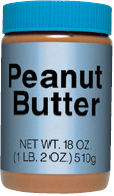 Peanut
Butter
NET WT. 18 OZ.
(1 LB. 2 OZ.) 510g